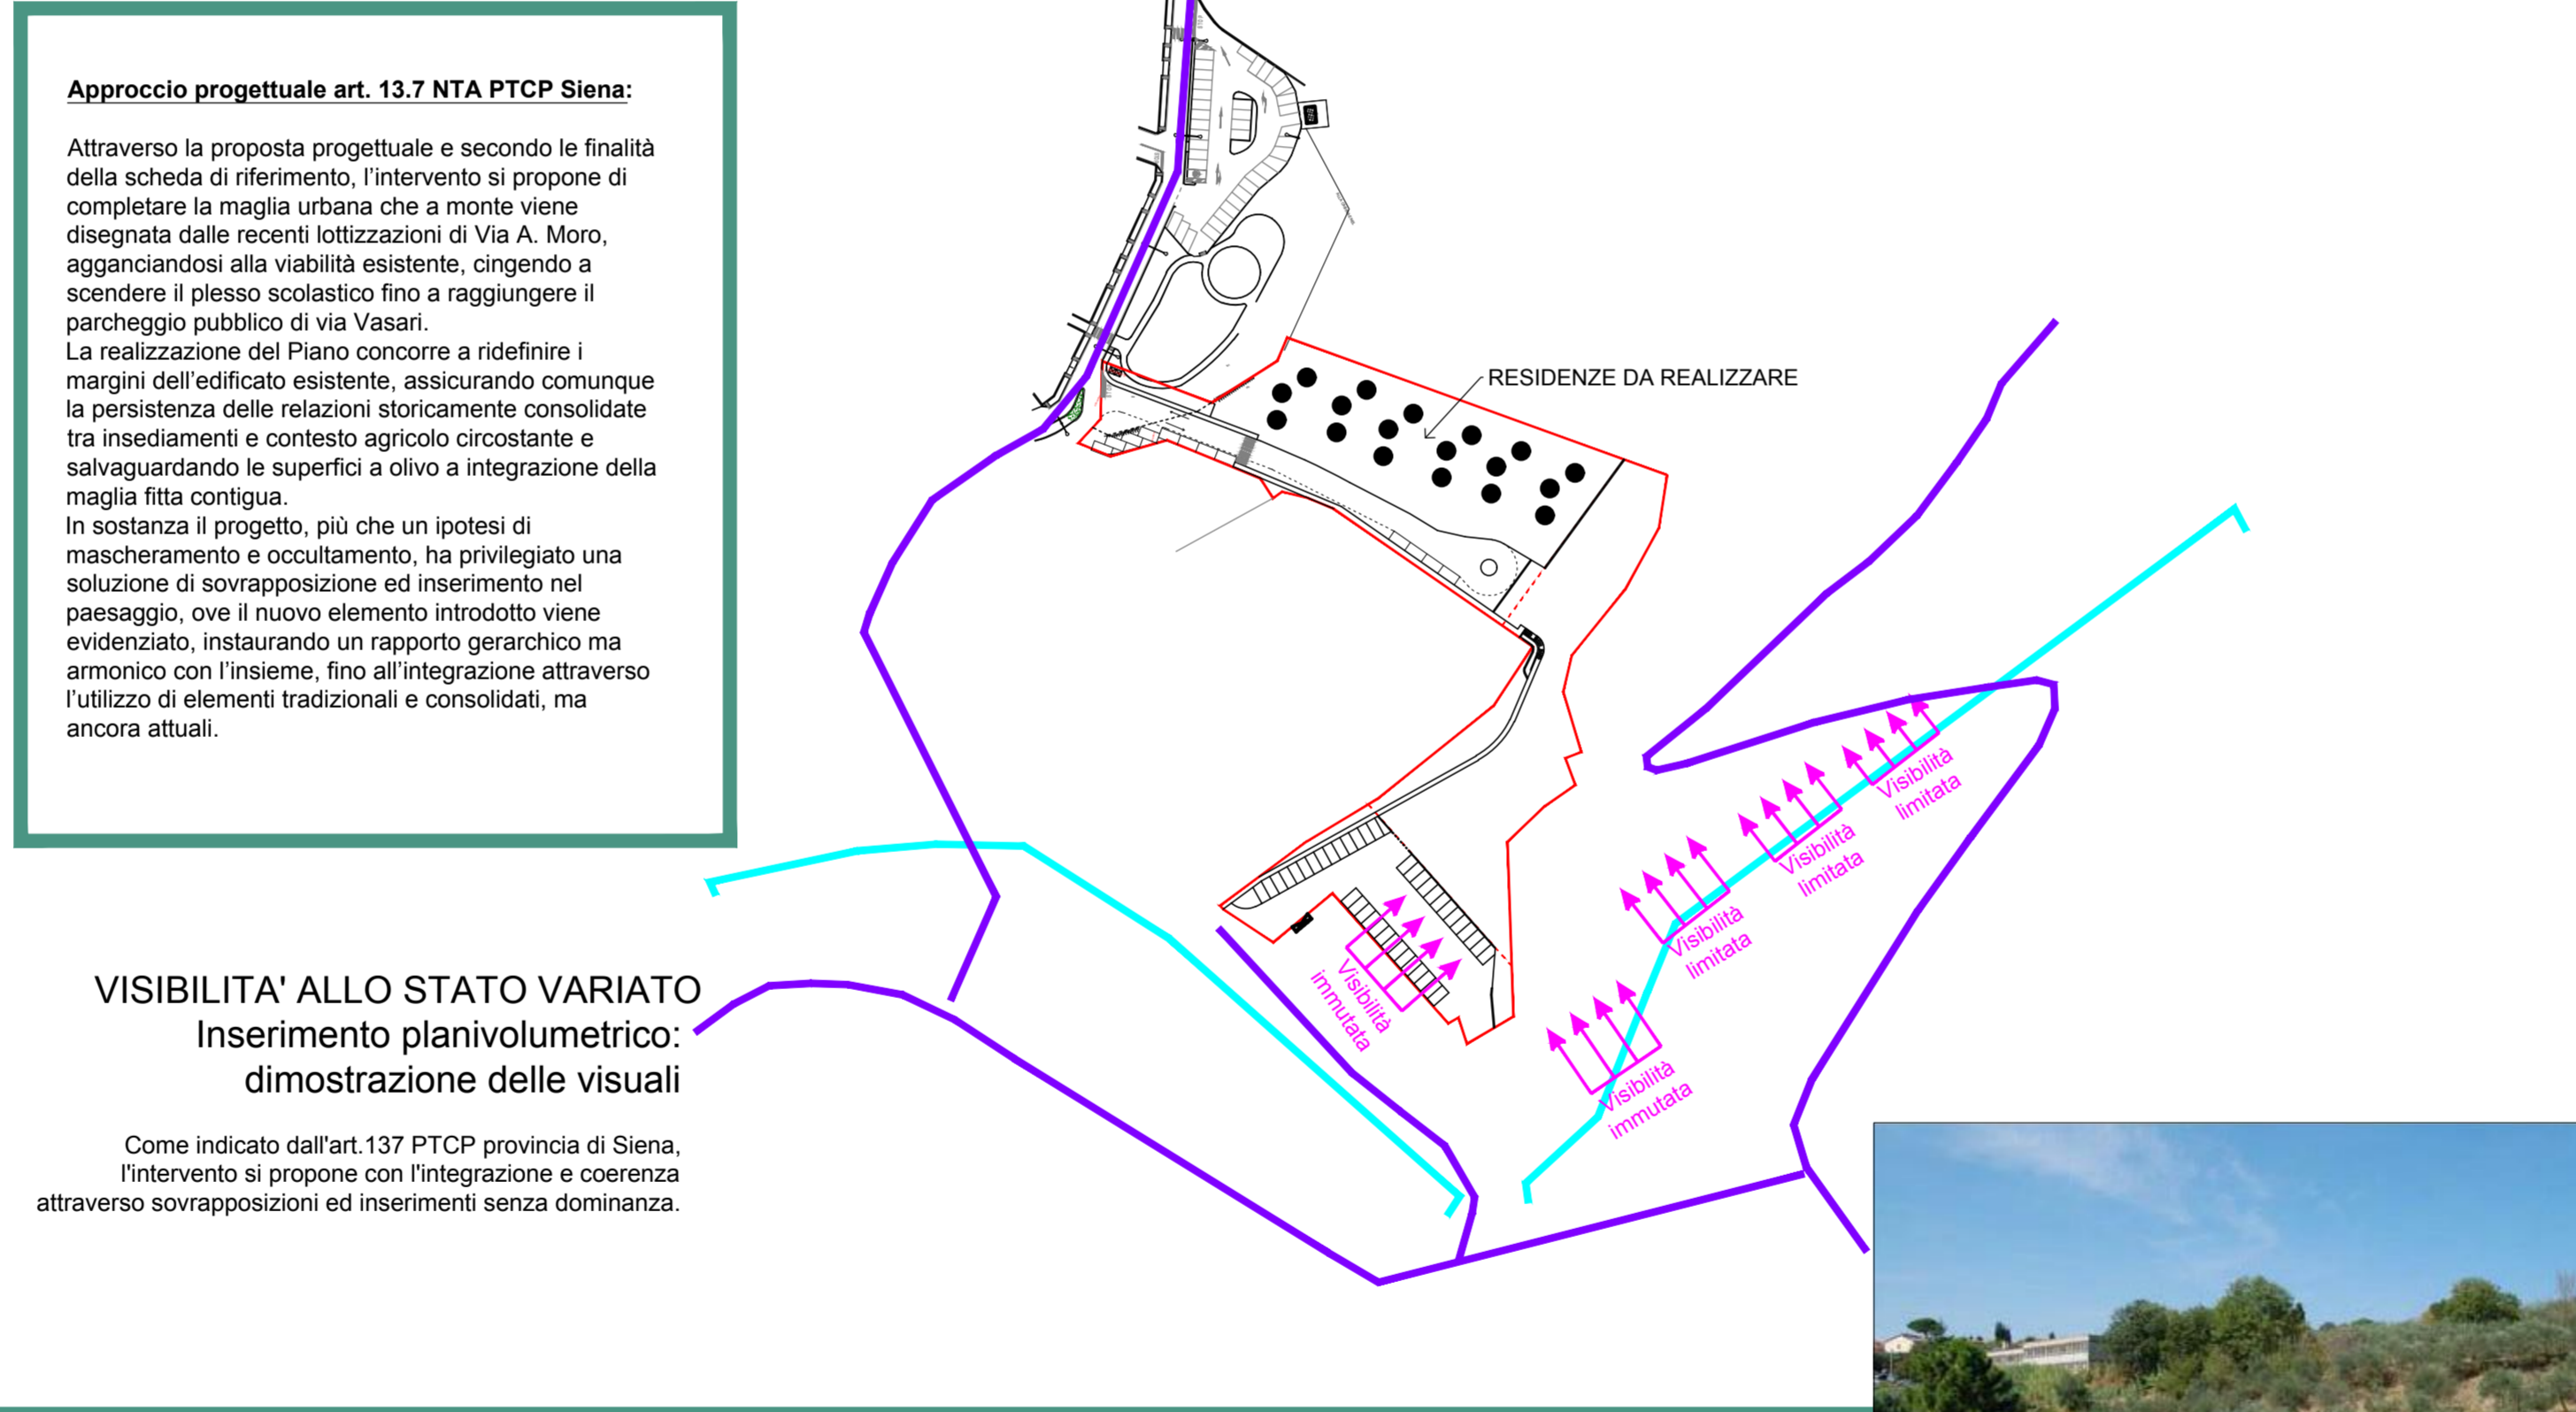 Approccio progettuale art. 13.7 NTA PTCP Siena:
Attraverso la proposta progettuale e secondo le finalità
della scheda di riferimento, l'intervento si propone di
completare la maglia urbana che a monte viene
disegnata dalle recenti lottizzazioni di Via A. Moro,
agganciandosi alla viabilità esistente, cingendo a
scendere il plesso scolastico fino a raggiungere il
parcheggio pubblico di via Vasari.
La realizzazione del Piano concorre a ridefinire i
margini dell'edificato esistente, assicurando comunque
la persistenza delle relazioni storicamente consolidate
tra insediamenti e contesto agricolo circostante e
salvaguardando le superfici a olivo a integrazione della
maglia fitta contigua.
In sostanza il progetto, più che un ipotesi di
mascheramento e occultamento, ha privilegiato una
soluzione di sovrapposizione ed inserimento nel
paesaggio, ove il nuovo elemento introdotto viene
evidenziato, instaurando un rapporto gerarchico ma
armonico con l'insieme, fino all'integrazione attraverso
l'utilizzo di elementi tradizionali e consolidati, ma
ancora attuali.
RESIDENZE DA REALIZZARE
Visibilità
limitata
Visibilità
limitata
Visibilità
limitata
Visibilità
immutata
Visibilità
immutata
VISIBILITA' ALLO STATO VARIATO
Inserimento planivolumetrico:
dimostrazione delle visuali
Come indicato dall'art.137 PTCP provincia di Siena,
l'intervento si propone con l'integrazione e coerenza
attraverso sovrapposizioni ed inserimenti senza dominanza.